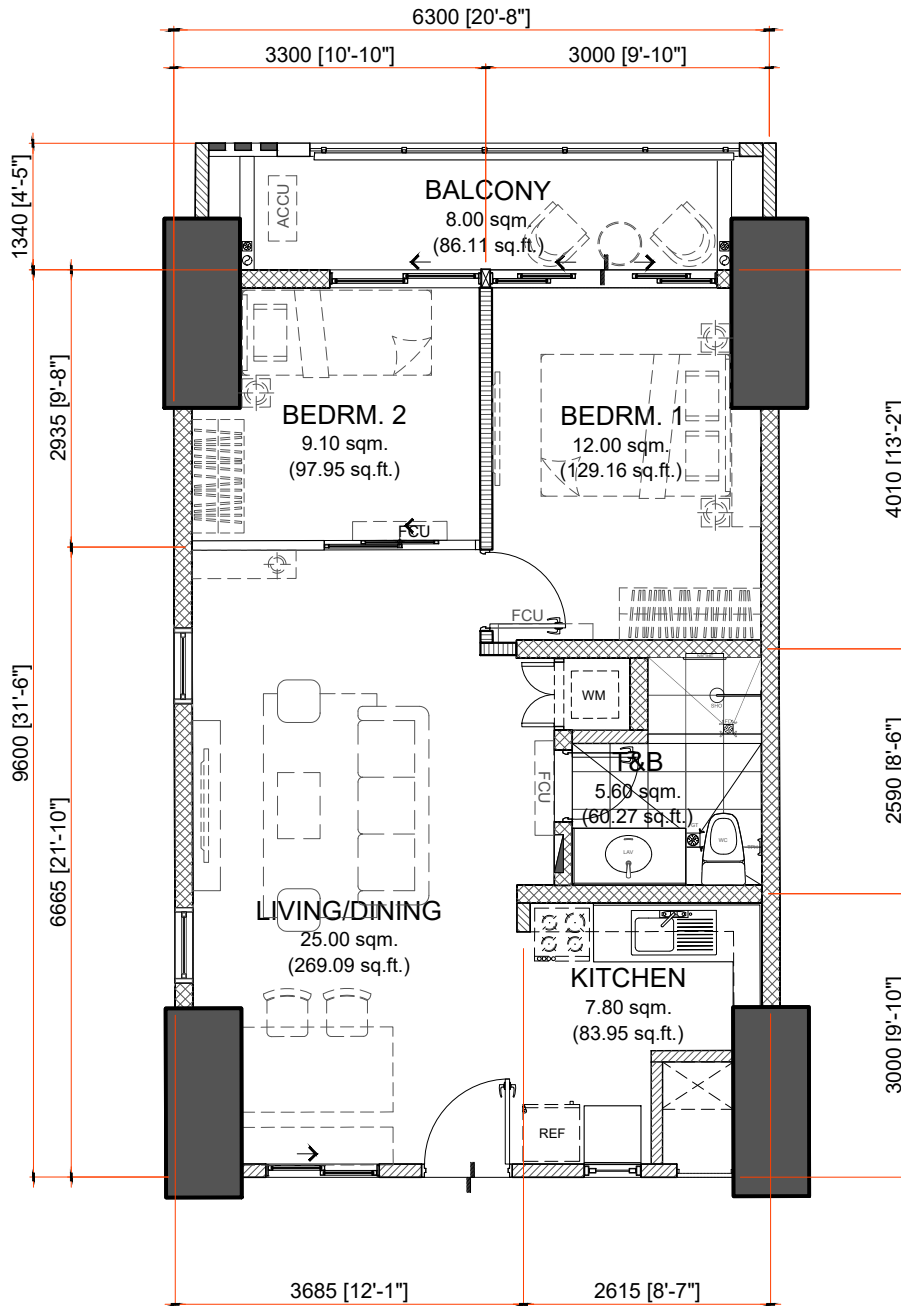 6300 [20'-8"]
3300 [10'-10"]
3000 [9'-10"]
1340 [4'-5"]
ACCU
BALCONY
8.00 sqm.
(86.11 sq.ft.)
2935 [9'-8"]
BEDRM. 2
9.10 sqm.
(97.95 sq.ft.)
BEDRM. 1
12.00 sqm.
(129.16 sq.ft.)
4010 [13'-2"]
FCU
FCU
9600 [31'-6"]
WM
SHO
T&B
5.60 sqm.
(60.27 sq.ft.)
2590 [8'-6"]
FCU
LAV
WC
6665 [21'-10"]
LIVING/DINING
25.00 sqm.
(269.09 sq.ft.)
KITCHEN
7.80 sqm.
(83.95 sq.ft.)
3000 [9'-10"]
REF
3685 [12'-1"]
2615 [8'-7"]